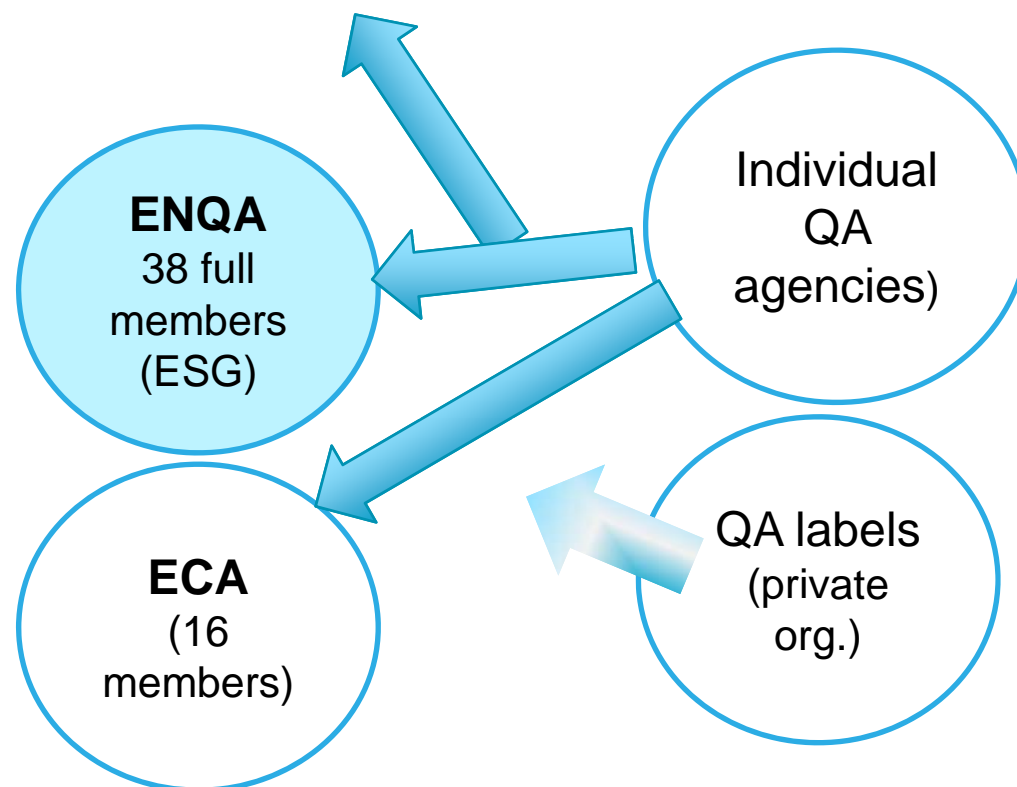 ENQA
38 full
members
(ESG)
Individual
QA
agencies)
ECA
(16
members)
QA labels
(private
org.)